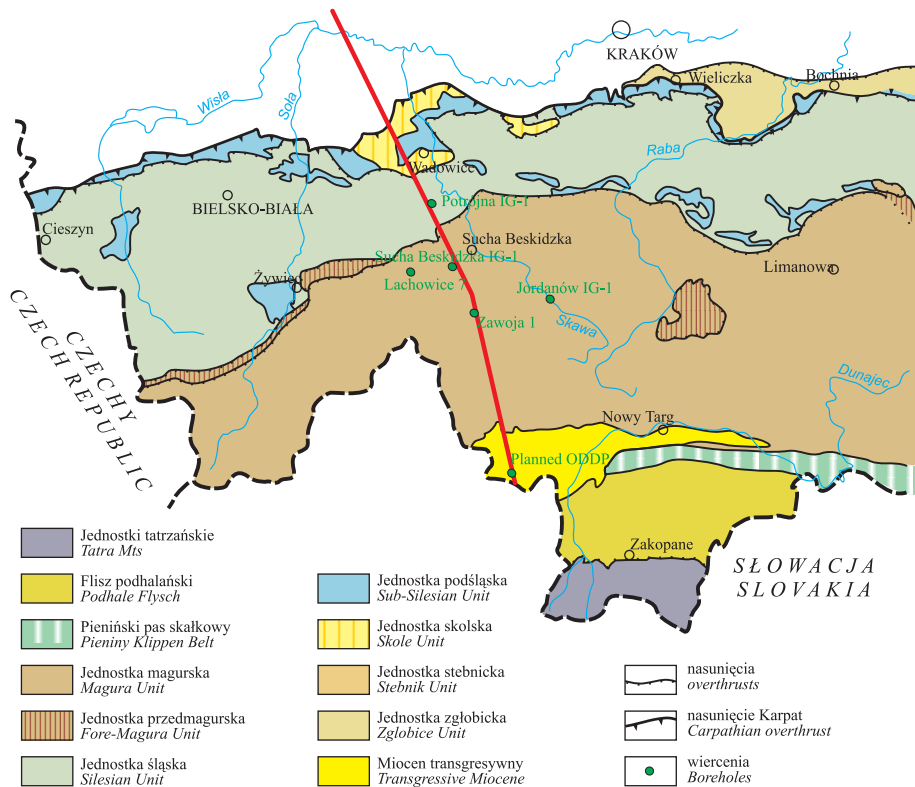 KRAKÓW
Wieliczka
Bochnia
Wisła
Soła
Raba
Wadowice
BIELSKO-BIAŁA
Potrójna IG-1
Cieszyn
Sucha Beskidzka
Sucha Beskidzka IG-1
Lachowice 7
Żywiec
Limanowa
Jordanów IG-1
Zawoja 1
Skawa
CZECHY
CZECH REPUBLIC
Dunajec
Nowy Targ
Planned ODDP
Zakopane
SŁOWACJA
SLOVAKIA
Jednostki tatrzańskie
Tatra Mts
Flisz podhalański
Podhale Flysch
Pieniński pas skałkowy
Pieniny Klippen Belt
Jednostka magurska
Magura Unit
Jednostka przedmagurska
Fore-Magura Unit
Jednostka śląska
Silesian Unit
Jednostka podśląska
Sub-Silesian Unit
Jednostka skolska
Skole Unit
Jednostka stebnicka
Stebnik Unit
Jednostka zgłobicka
Zglobice Unit
Miocen transgresywny
Transgressive Miocene
nasunięcia
overthrusts
nasunięcie Karpat
Carpathian overthrust
wiercenia
Boreholes